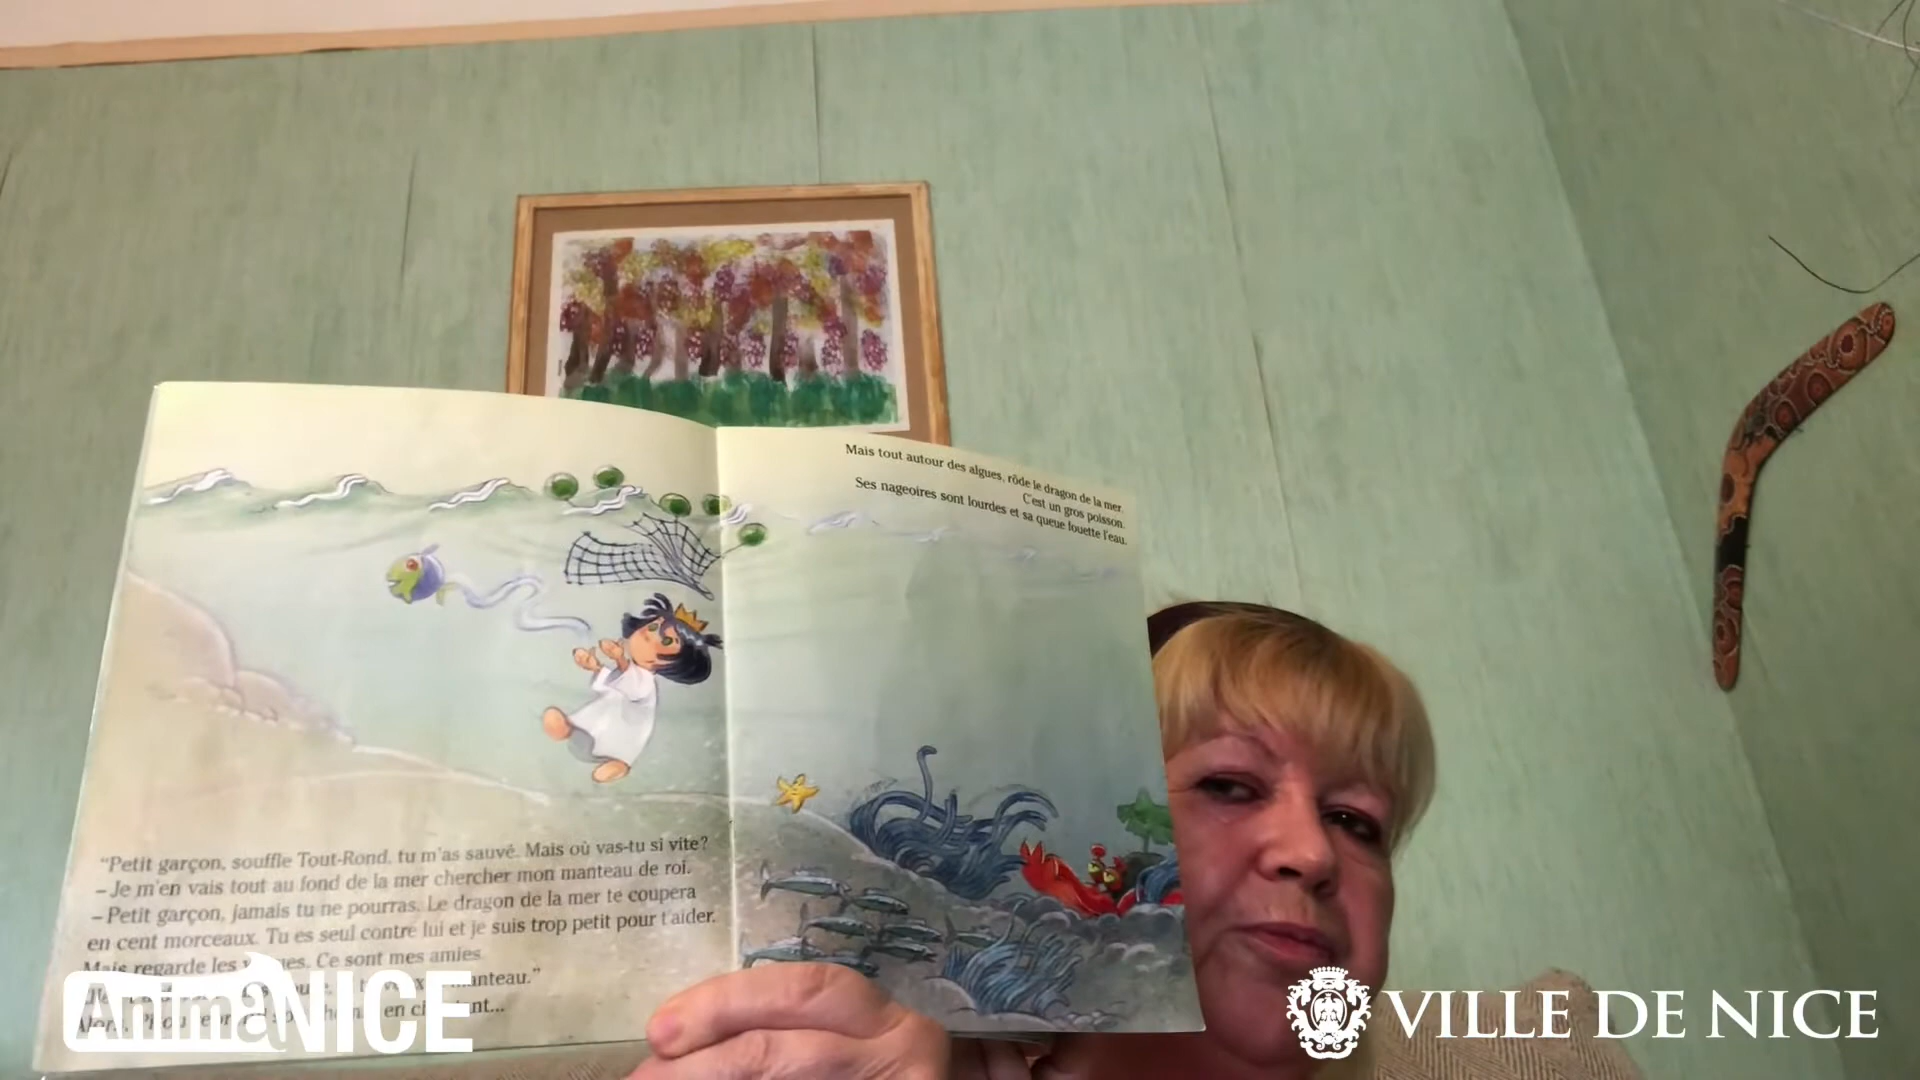 Mais tout autour des algues, rôde le dragon de la mer.
C'est un gros poisson.
Ses nageoires sont lourdes et sa queue fouette l'eau.
“Petit garçon, souffle Tout-Rond, tu m'as sauvé. Mais où vas-tu si vite?
– Je m'en vais tout au fond de la mer chercher mon manteau de roi.
– Petit garçon, jamais tu ne pourras. Le dragon de la mer te coupera
en cent morceaux. Tu es seul contre lui et je suis trop petit pour t'aider.
Mais regarde les Ce sont mes amies.
manteau.”
Alors, en
AnimaNICE
VILLE DE NICE